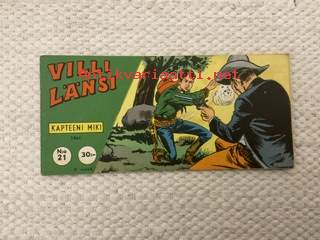 VILLI
antikvariaatti.net
LÄNSI
KAPTEENI MIKI
N:o
21
30:-